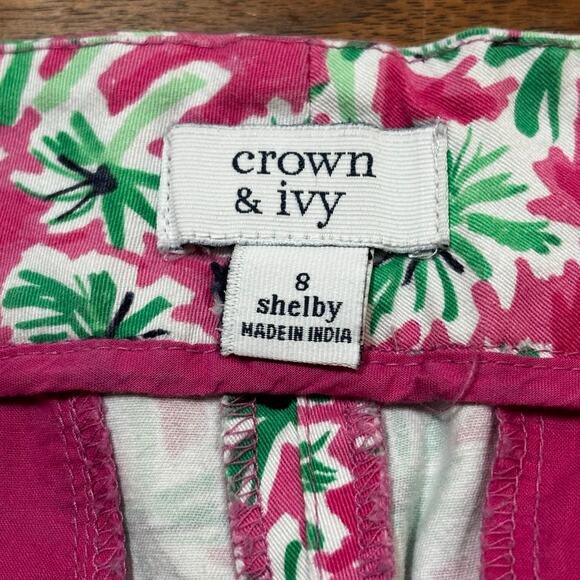 crown
& ivy
8
shelby
MADE IN INDIA